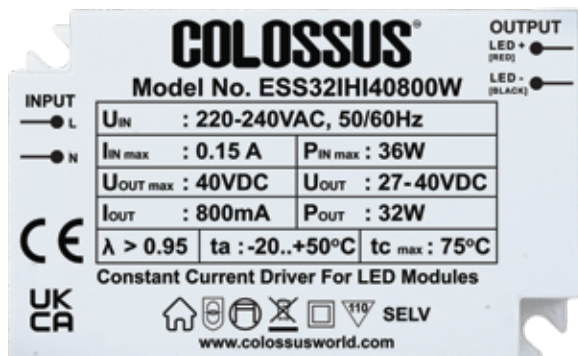 COLOSSUS®
Model No. ESS32IHI40800W
INPUT
L
N
OUTPUT
LED +
[RED]
LED -
[BLACK]
UIN : 220-240VAC, 50/60Hz
IIN max : 0.15 A PIN max : 36W
UOUT max : 40VDC UOUT : 27-40VDC
IOUT : 800mA POUT : 32W
λ > 0.95 ta : -20..+50°C tc max : 75°C
Constant Current Driver For LED Modules
CE
UK
CA
110
SELV
www.colossusworld.com